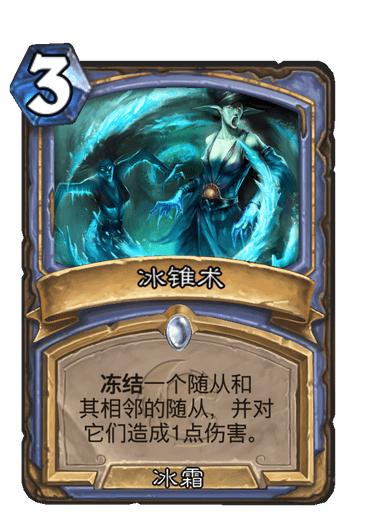 3
冰锥术
冻结一个随从和
其相邻的随从，并对
它们造成1点伤害。
冰霜